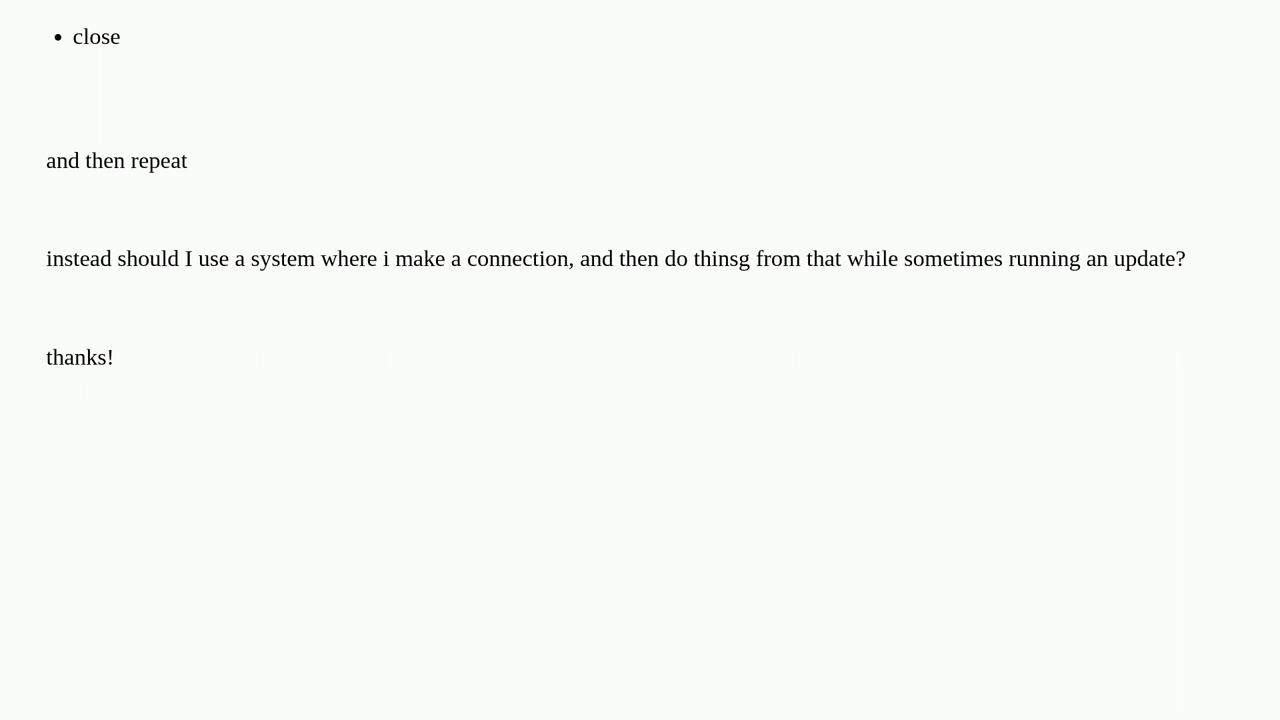 • close
and then repeat
instead should I use a system where i make a connection, and then do thinsg from that while sometimes running an update?
thanks!